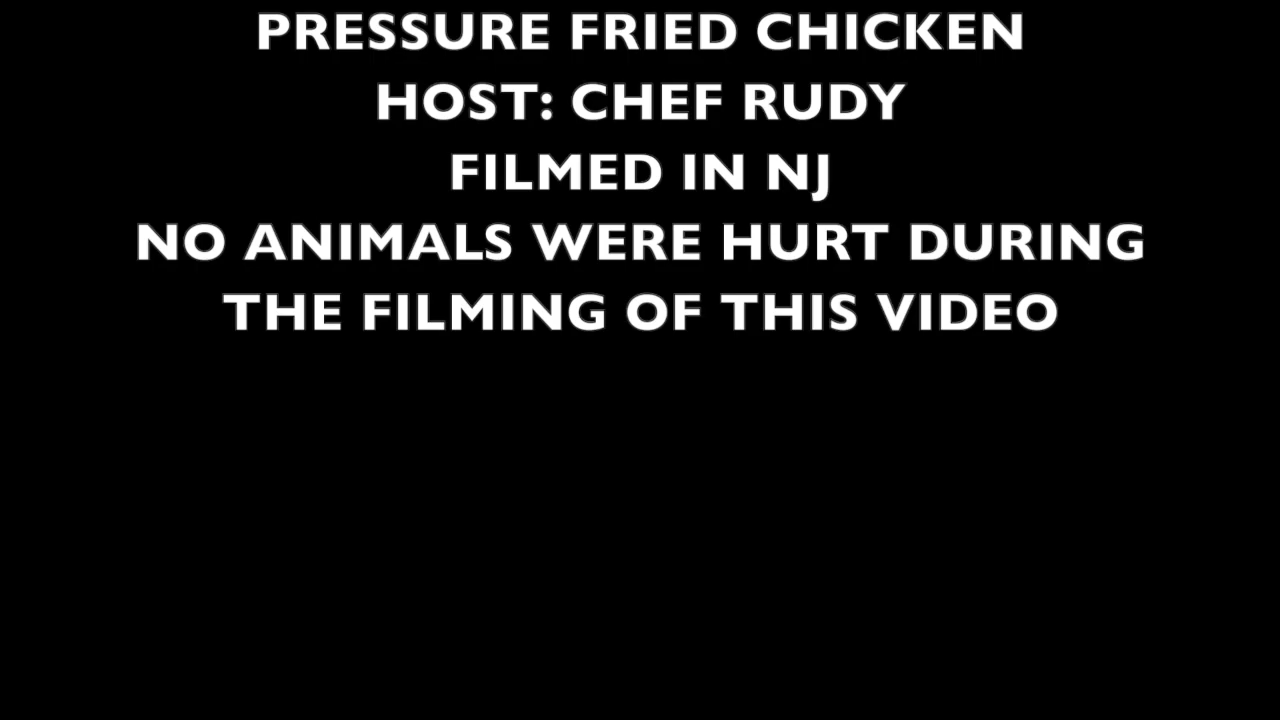 PRESSURE FRIED CHICKEN
HOST: CHEF RUDY
FILMED IN NJ
NO ANIMALS WERE HURT DURING
THE FILMING OF THIS VIDEO